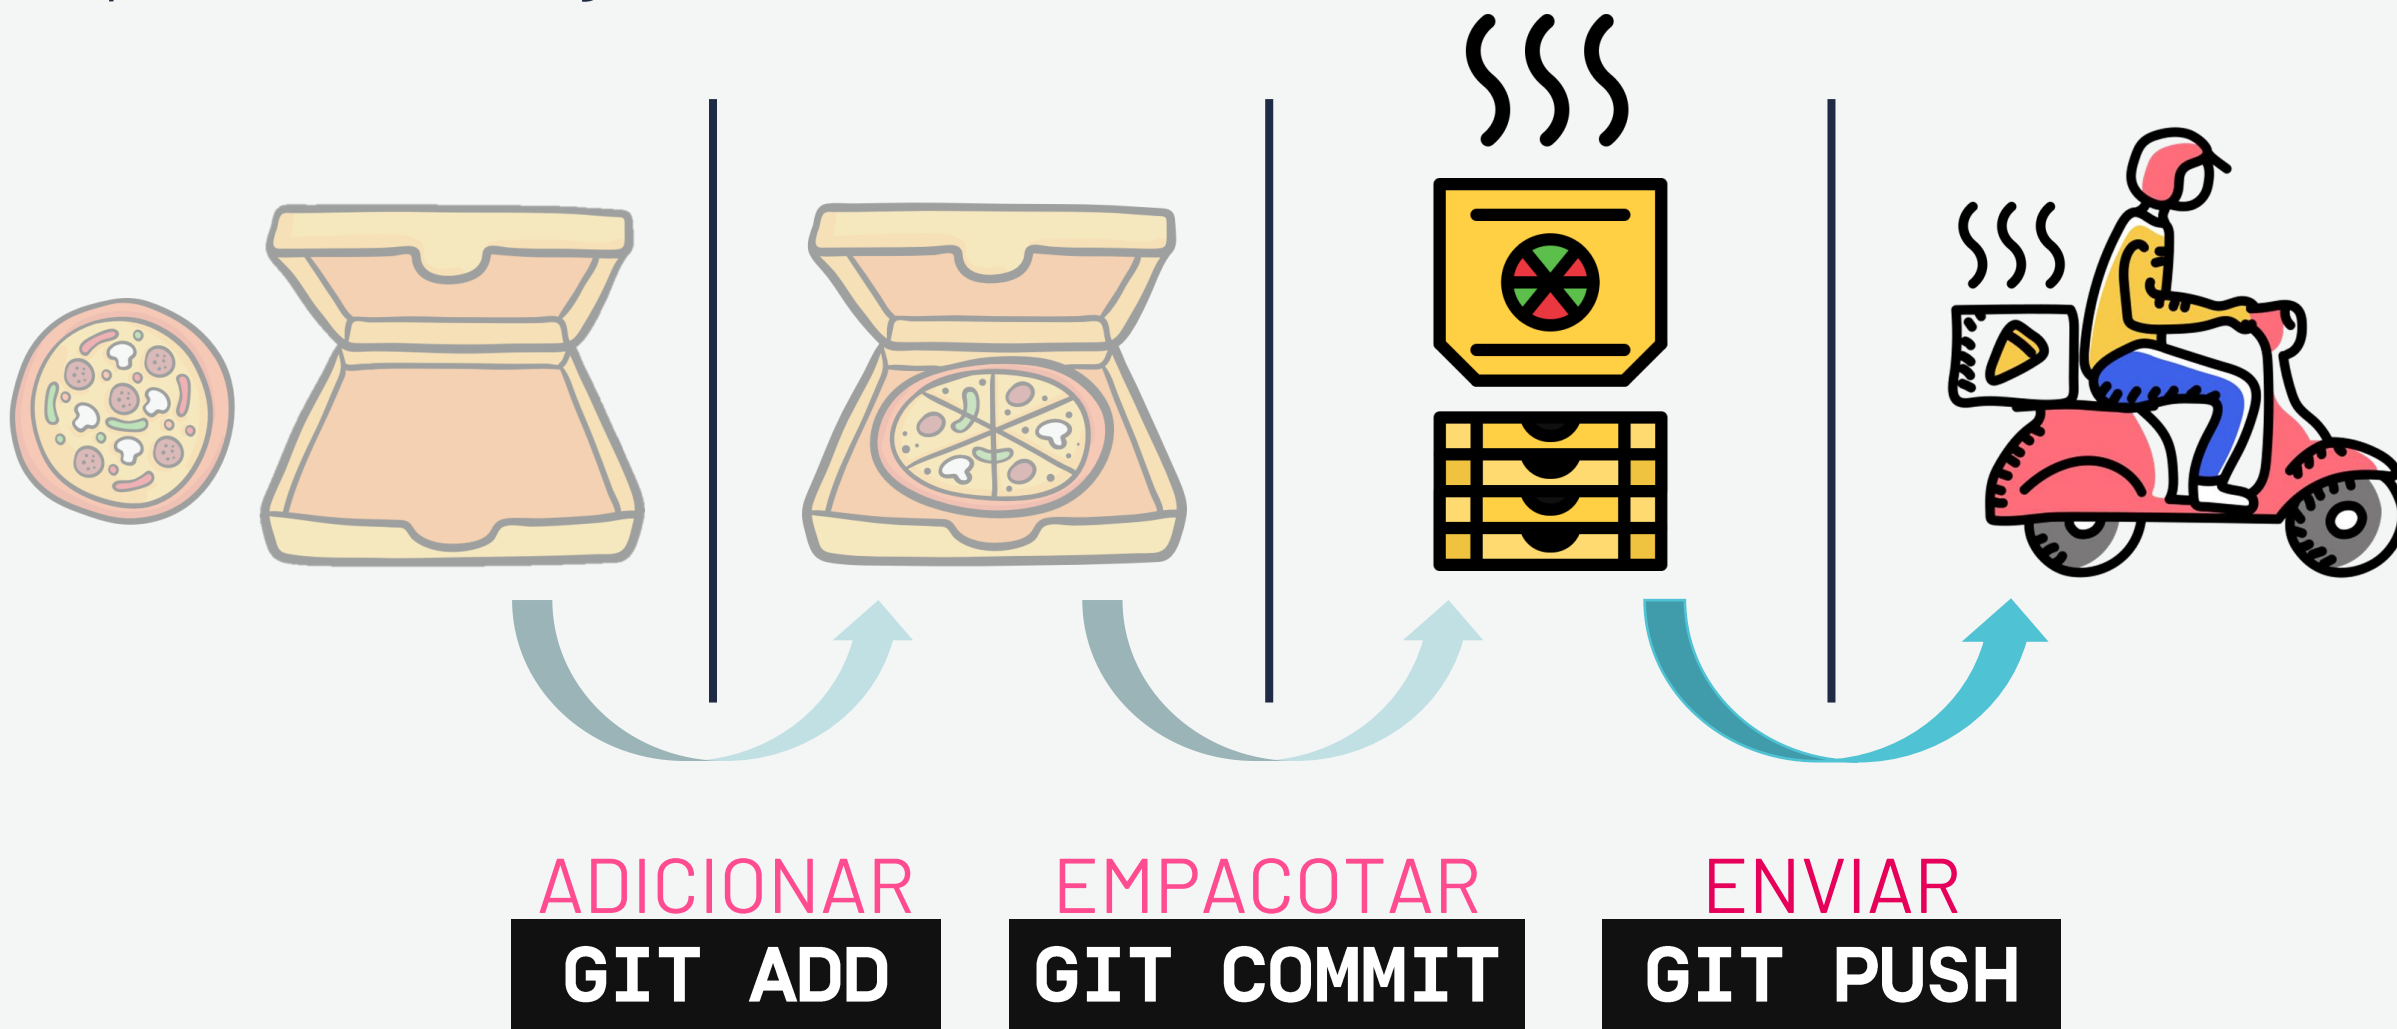 ADICIONAR
GIT ADD
EMPACOTAR
GIT COMMIT
ENVIAR
GIT PUSH